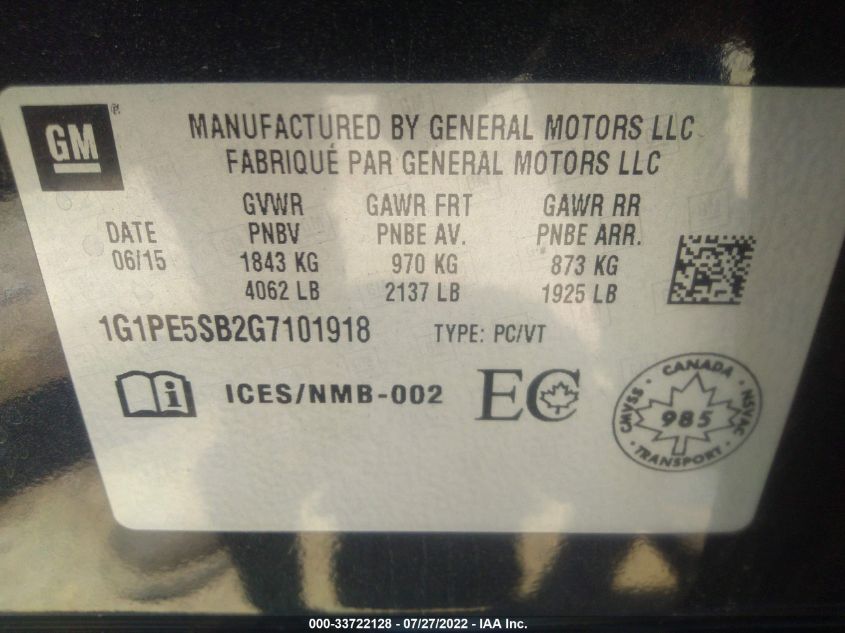 GM
MANUFACTURED BY GENERAL MOTORS LLC
FABRIQUÉ PAR GENERAL MOTORS LLC
DATE
06/15
GVWR
PNBV
1843 KG
4062 LB
GAWR FRT
PNBE AV.
970 KG
2137 LB
GAWR RR
PNBE ARR.
873 KG
1925 LB
1G1PE5SB2G7101918 TYPE: PC/VT
i ICES/NMB-002 EC
CANADA
CMVSS • NSVAC
985
TRANSPORT
000-33722128 - 07/27/2022 - IAA Inc.